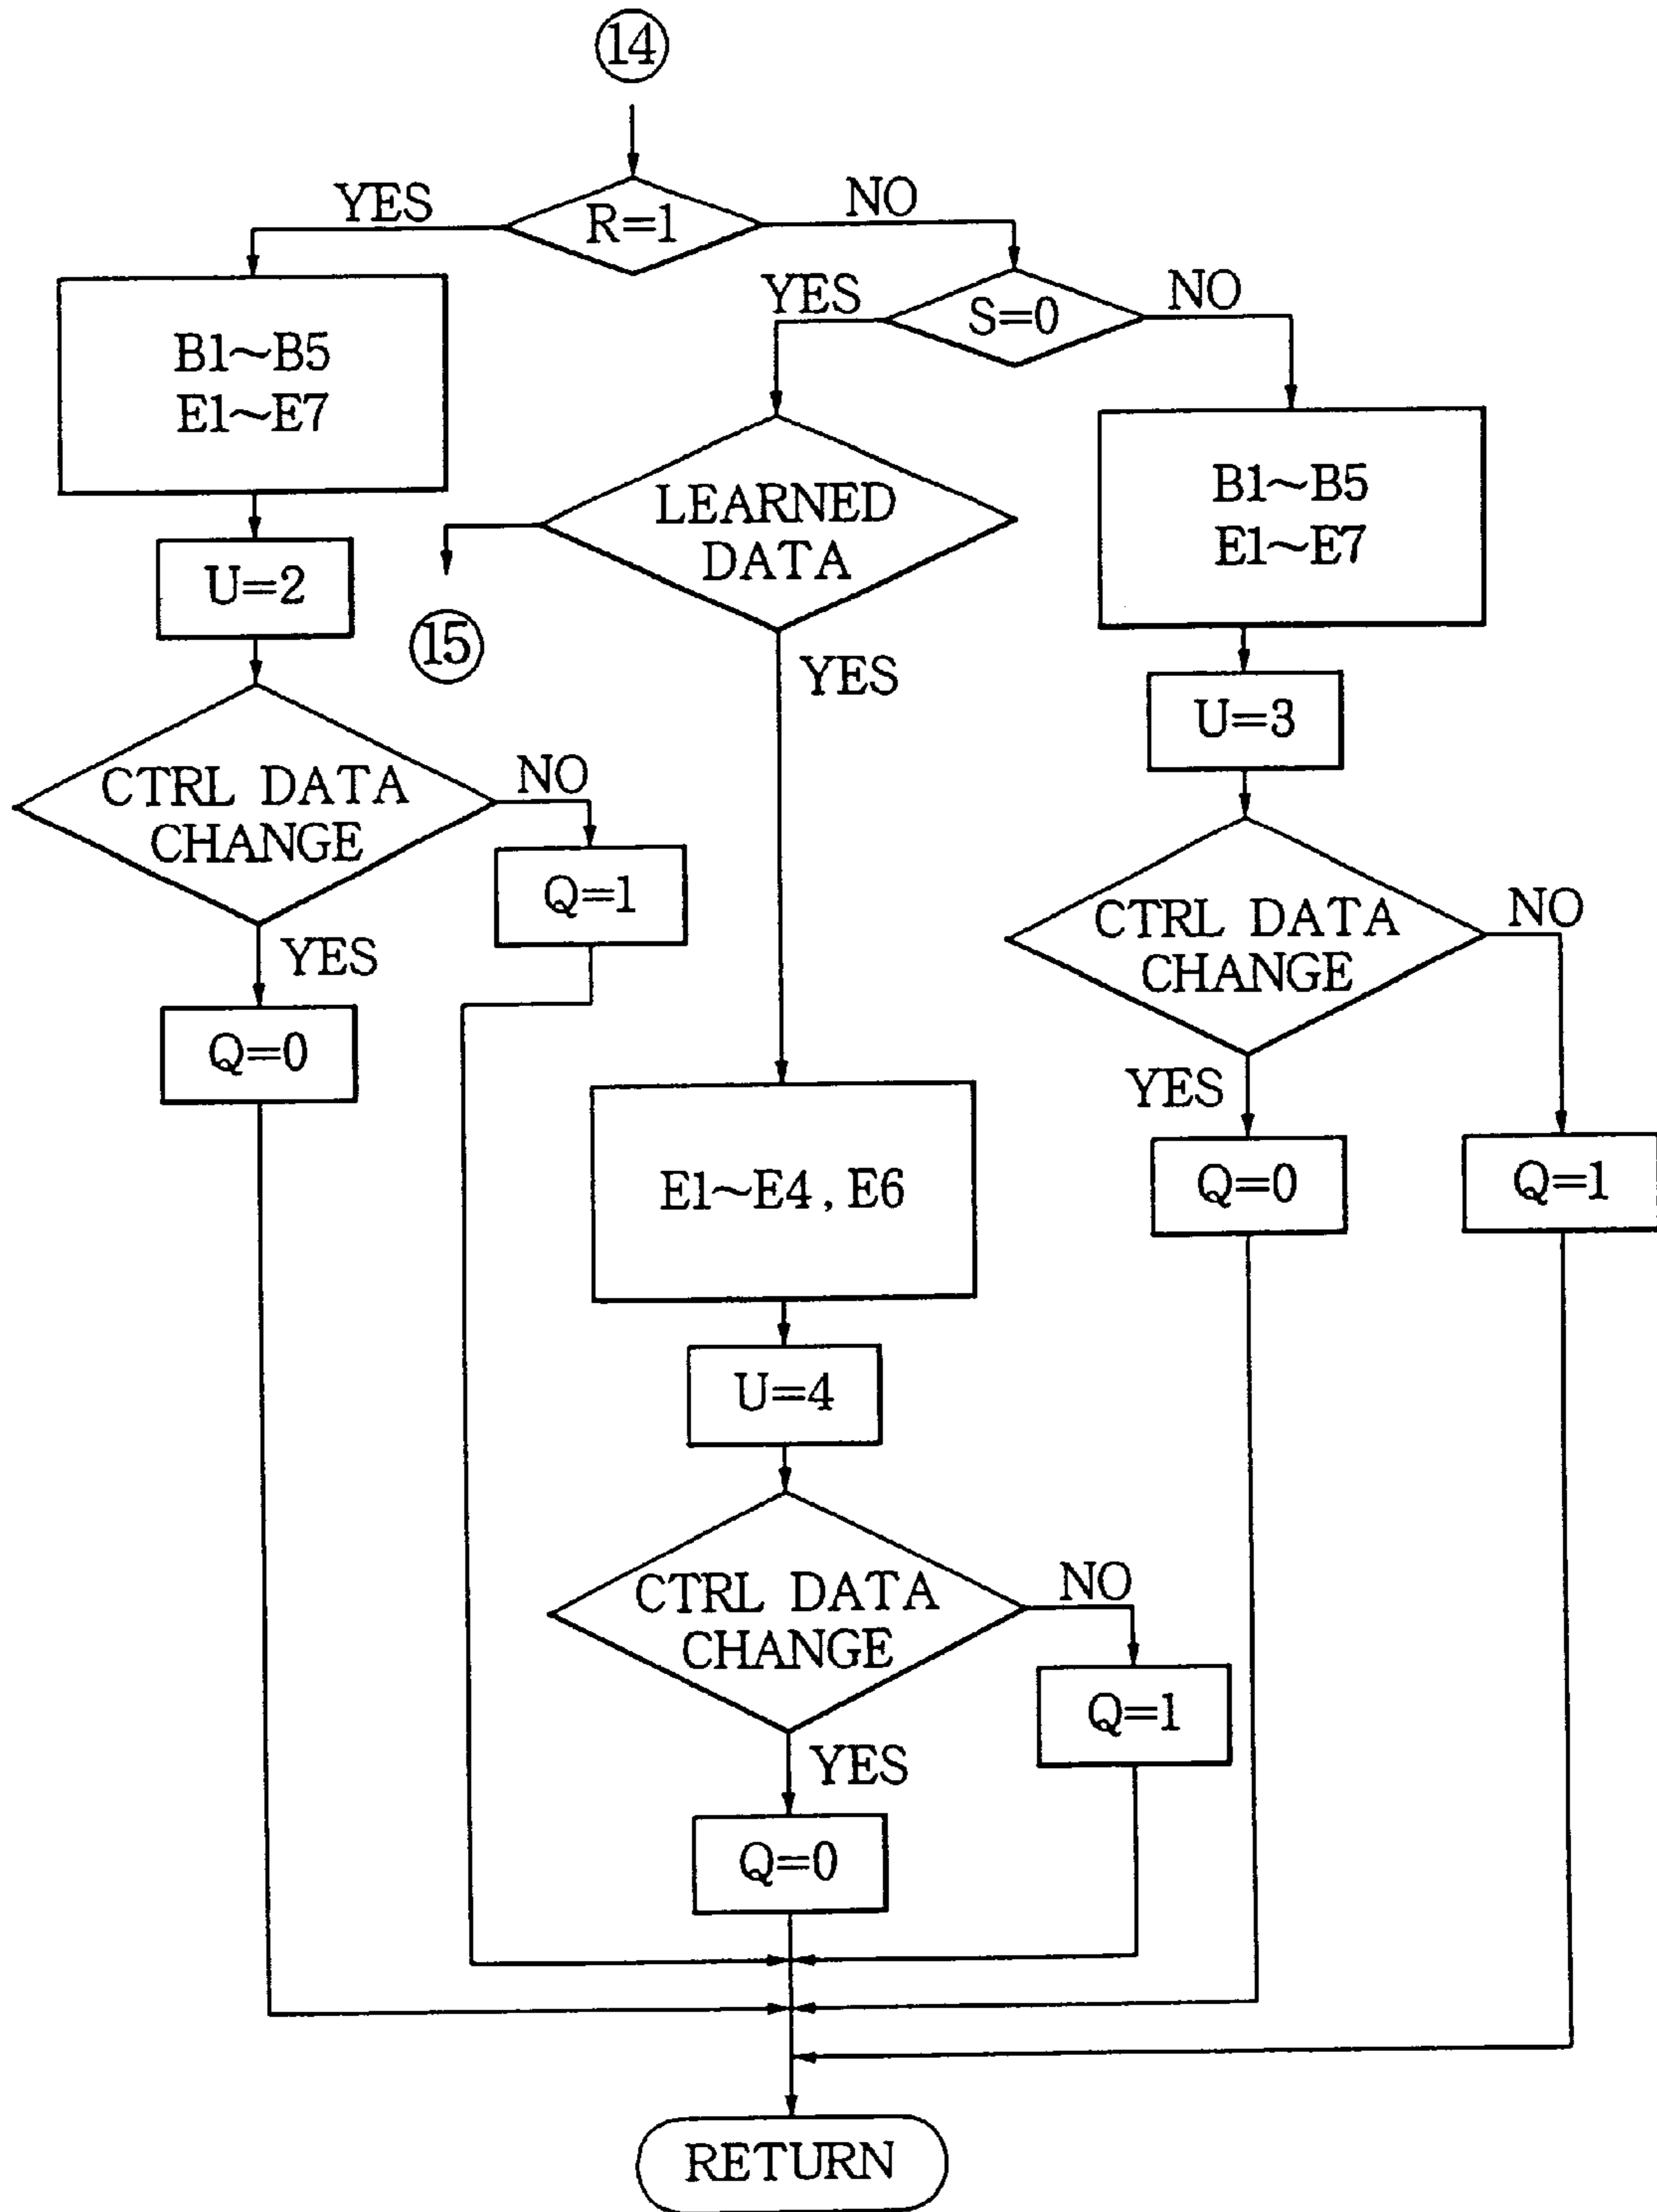 14
YES
R=1
NO
YES
S=0
NO
B1~B5
E1~E7
LEARNED
DATA
B1~B5
E1~E7
U=2
15
YES
U=3
CTRL DATA
CHANGE
NO
Q=1
YES
CTRL DATA
CHANGE
NO
Q=0
YES
E1~E4, E6
Q=0
Q=1
U=4
CTRL DATA
CHANGE
NO
Q=1
YES
Q=0
RETURN